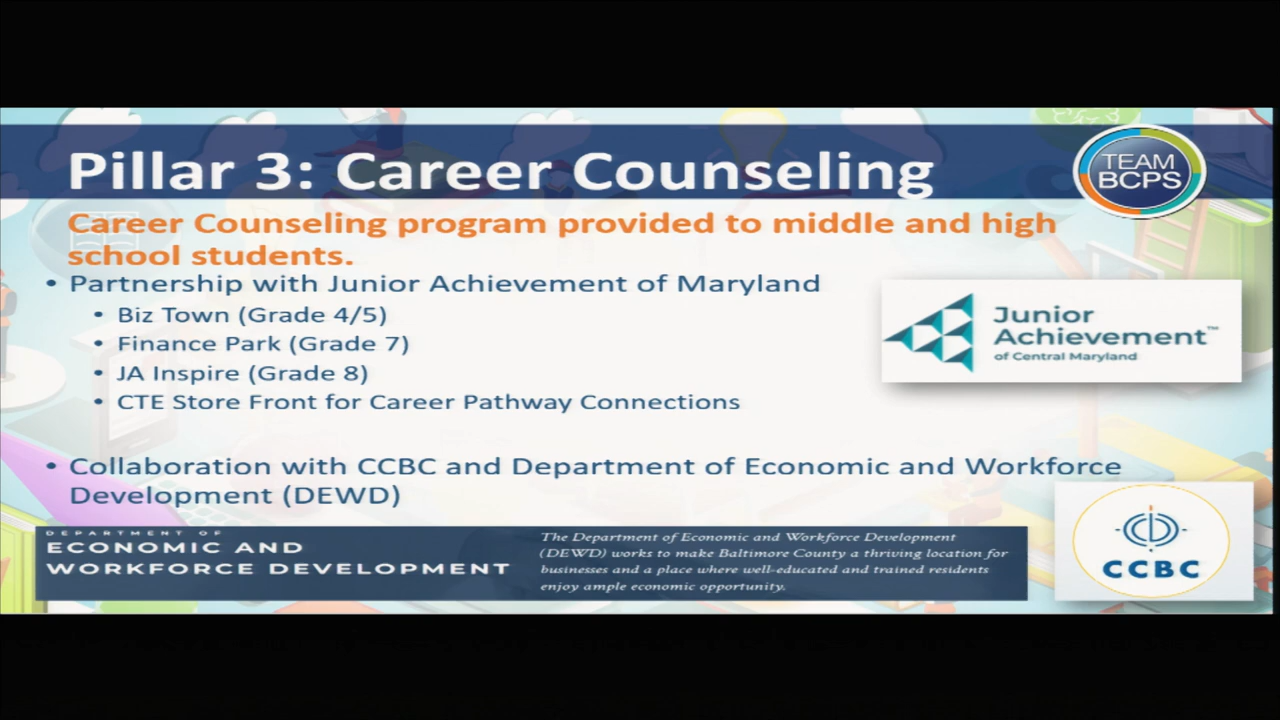 Pillar 3: Career Counseling
TEAM
BCPS
Career Counseling program provided to middle and high
school students.
• Partnership with Junior Achievement of Maryland
• Biz Town (Grade 4/5)
• Finance Park (Grade 7)
• JA Inspire (Grade 8)
• CTE Store Front for Career Pathway Connections
Junior
Achievement™
of Central Maryland
• Collaboration with CCBC and Department of Economic and Workforce
Development (DEWD)
DEPARTMENT OF
ECONOMIC AND
WORKFORCE DEVELOPMENT
The Department of Economic and Workforce Development
(DEWD) works to make Baltimore County a thriving location for
businesses and a place where well-educated and trained residents
enjoy ample economic opportunity.
CCBC